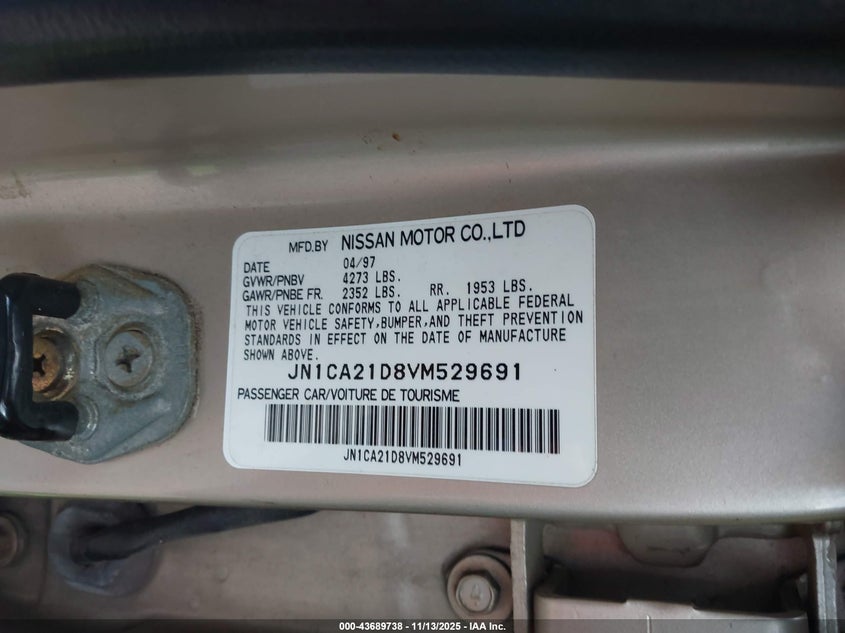 MFD.BY NISSAN MOTOR CO.,LTD
DATE 04/97
GVWR/PNBV 4273 LBS.
GAWR/PNBE FR. 2352 LBS. RR. 1953 LBS.
THIS VEHICLE CONFORMS TO ALL APPLICABLE FEDERAL
MOTOR VEHICLE SAFETY,BUMPER,AND THEFT PREVENTION
STANDARDS IN EFFECT ON THE DATE OF MANUFACTURE
SHOWN ABOVE.
JN1CA21D8VM529691
PASSENGER CAR/VOITURE DE TOURISME
JN1CA21D8VM529691
000-43689738 - 11/13/2025 - IAA Inc.